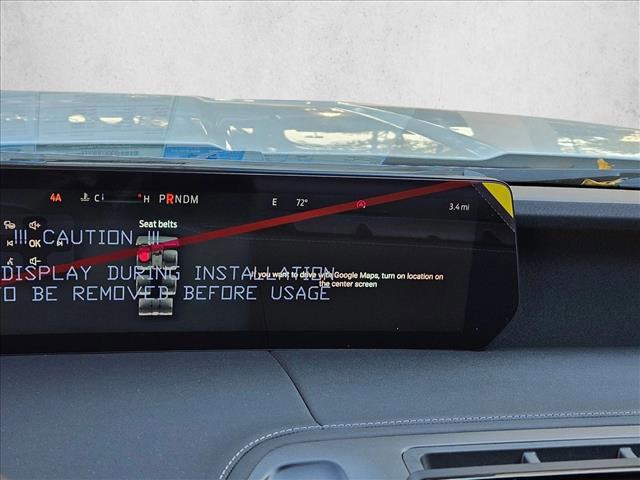 4A C H PRNDM E 72° 3.4 mi
Seat belts
OK
!!! CAUTION !!!
DISPLAY DURING INSTALLATION
O BE REMOVED BEFORE USAGE
If you want to drive with Google Maps, turn on location on
the center screen